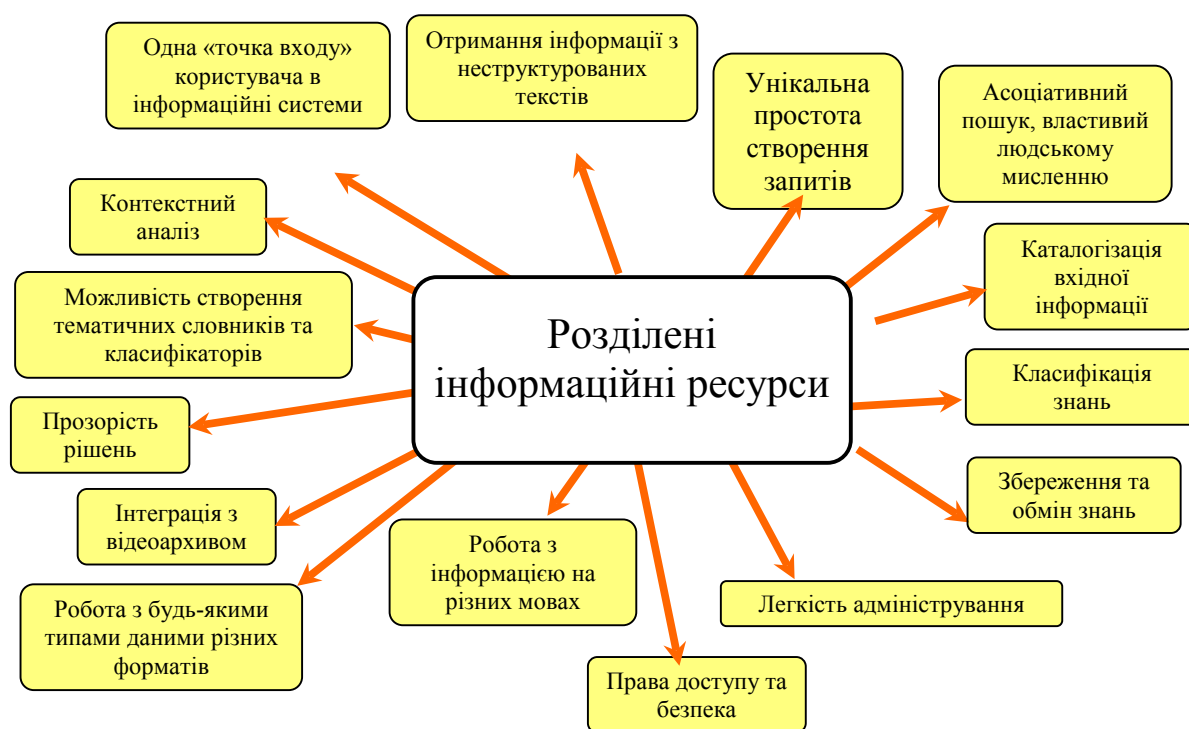 Одна «точка входу»
користувача в
інформаційні системи
Отримання інформації з
неструктурованих
текстів
Унікальна
простота
створення
запитів
Асоціативний
пошук, властивий
людському
мисленню
Контекстний
аналіз
Каталогізація
вхідної
інформації
Можливість створення
тематичних словників та
класифікаторів
Розділені
інформаційні ресурси
Класифікація
знань
Прозорість
рішень
Збереження та
обмін знань
Інтеграція з
відеоархивом
Робота з
інформацією на
різних мовах
Робота з будь-якими
типами даними різних
форматів
Легкість адміністрування
Права доступу та
безпека